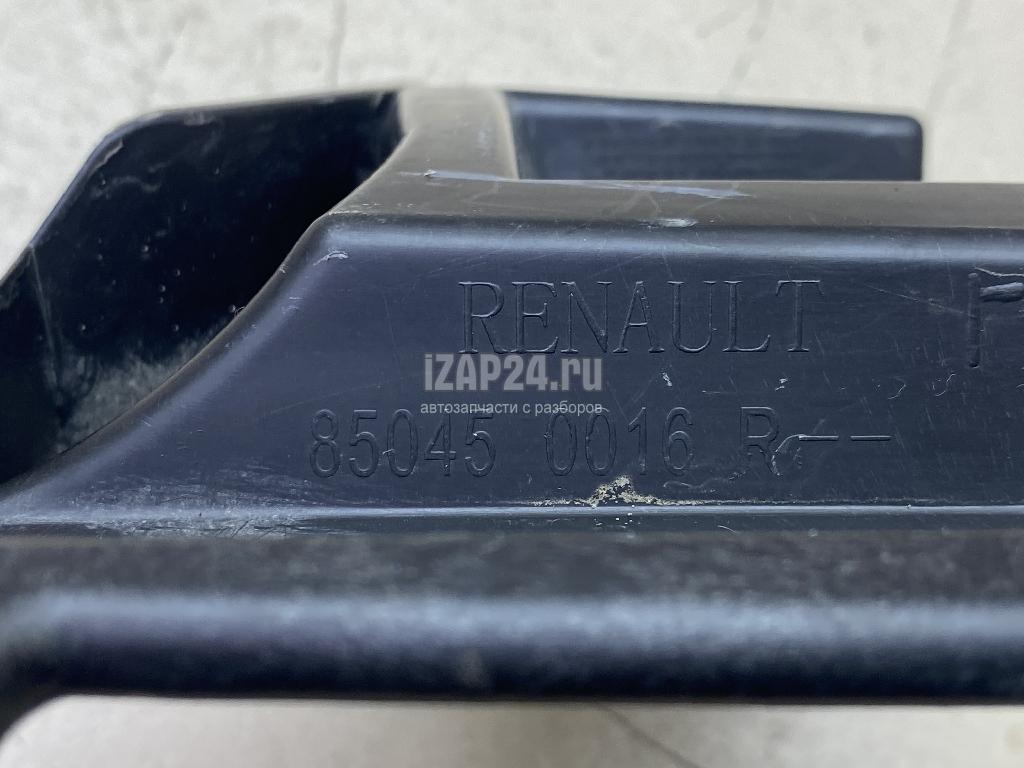 RENAULT
iZAP24.ru
автозапчасти с разборов
85045 0016 R--